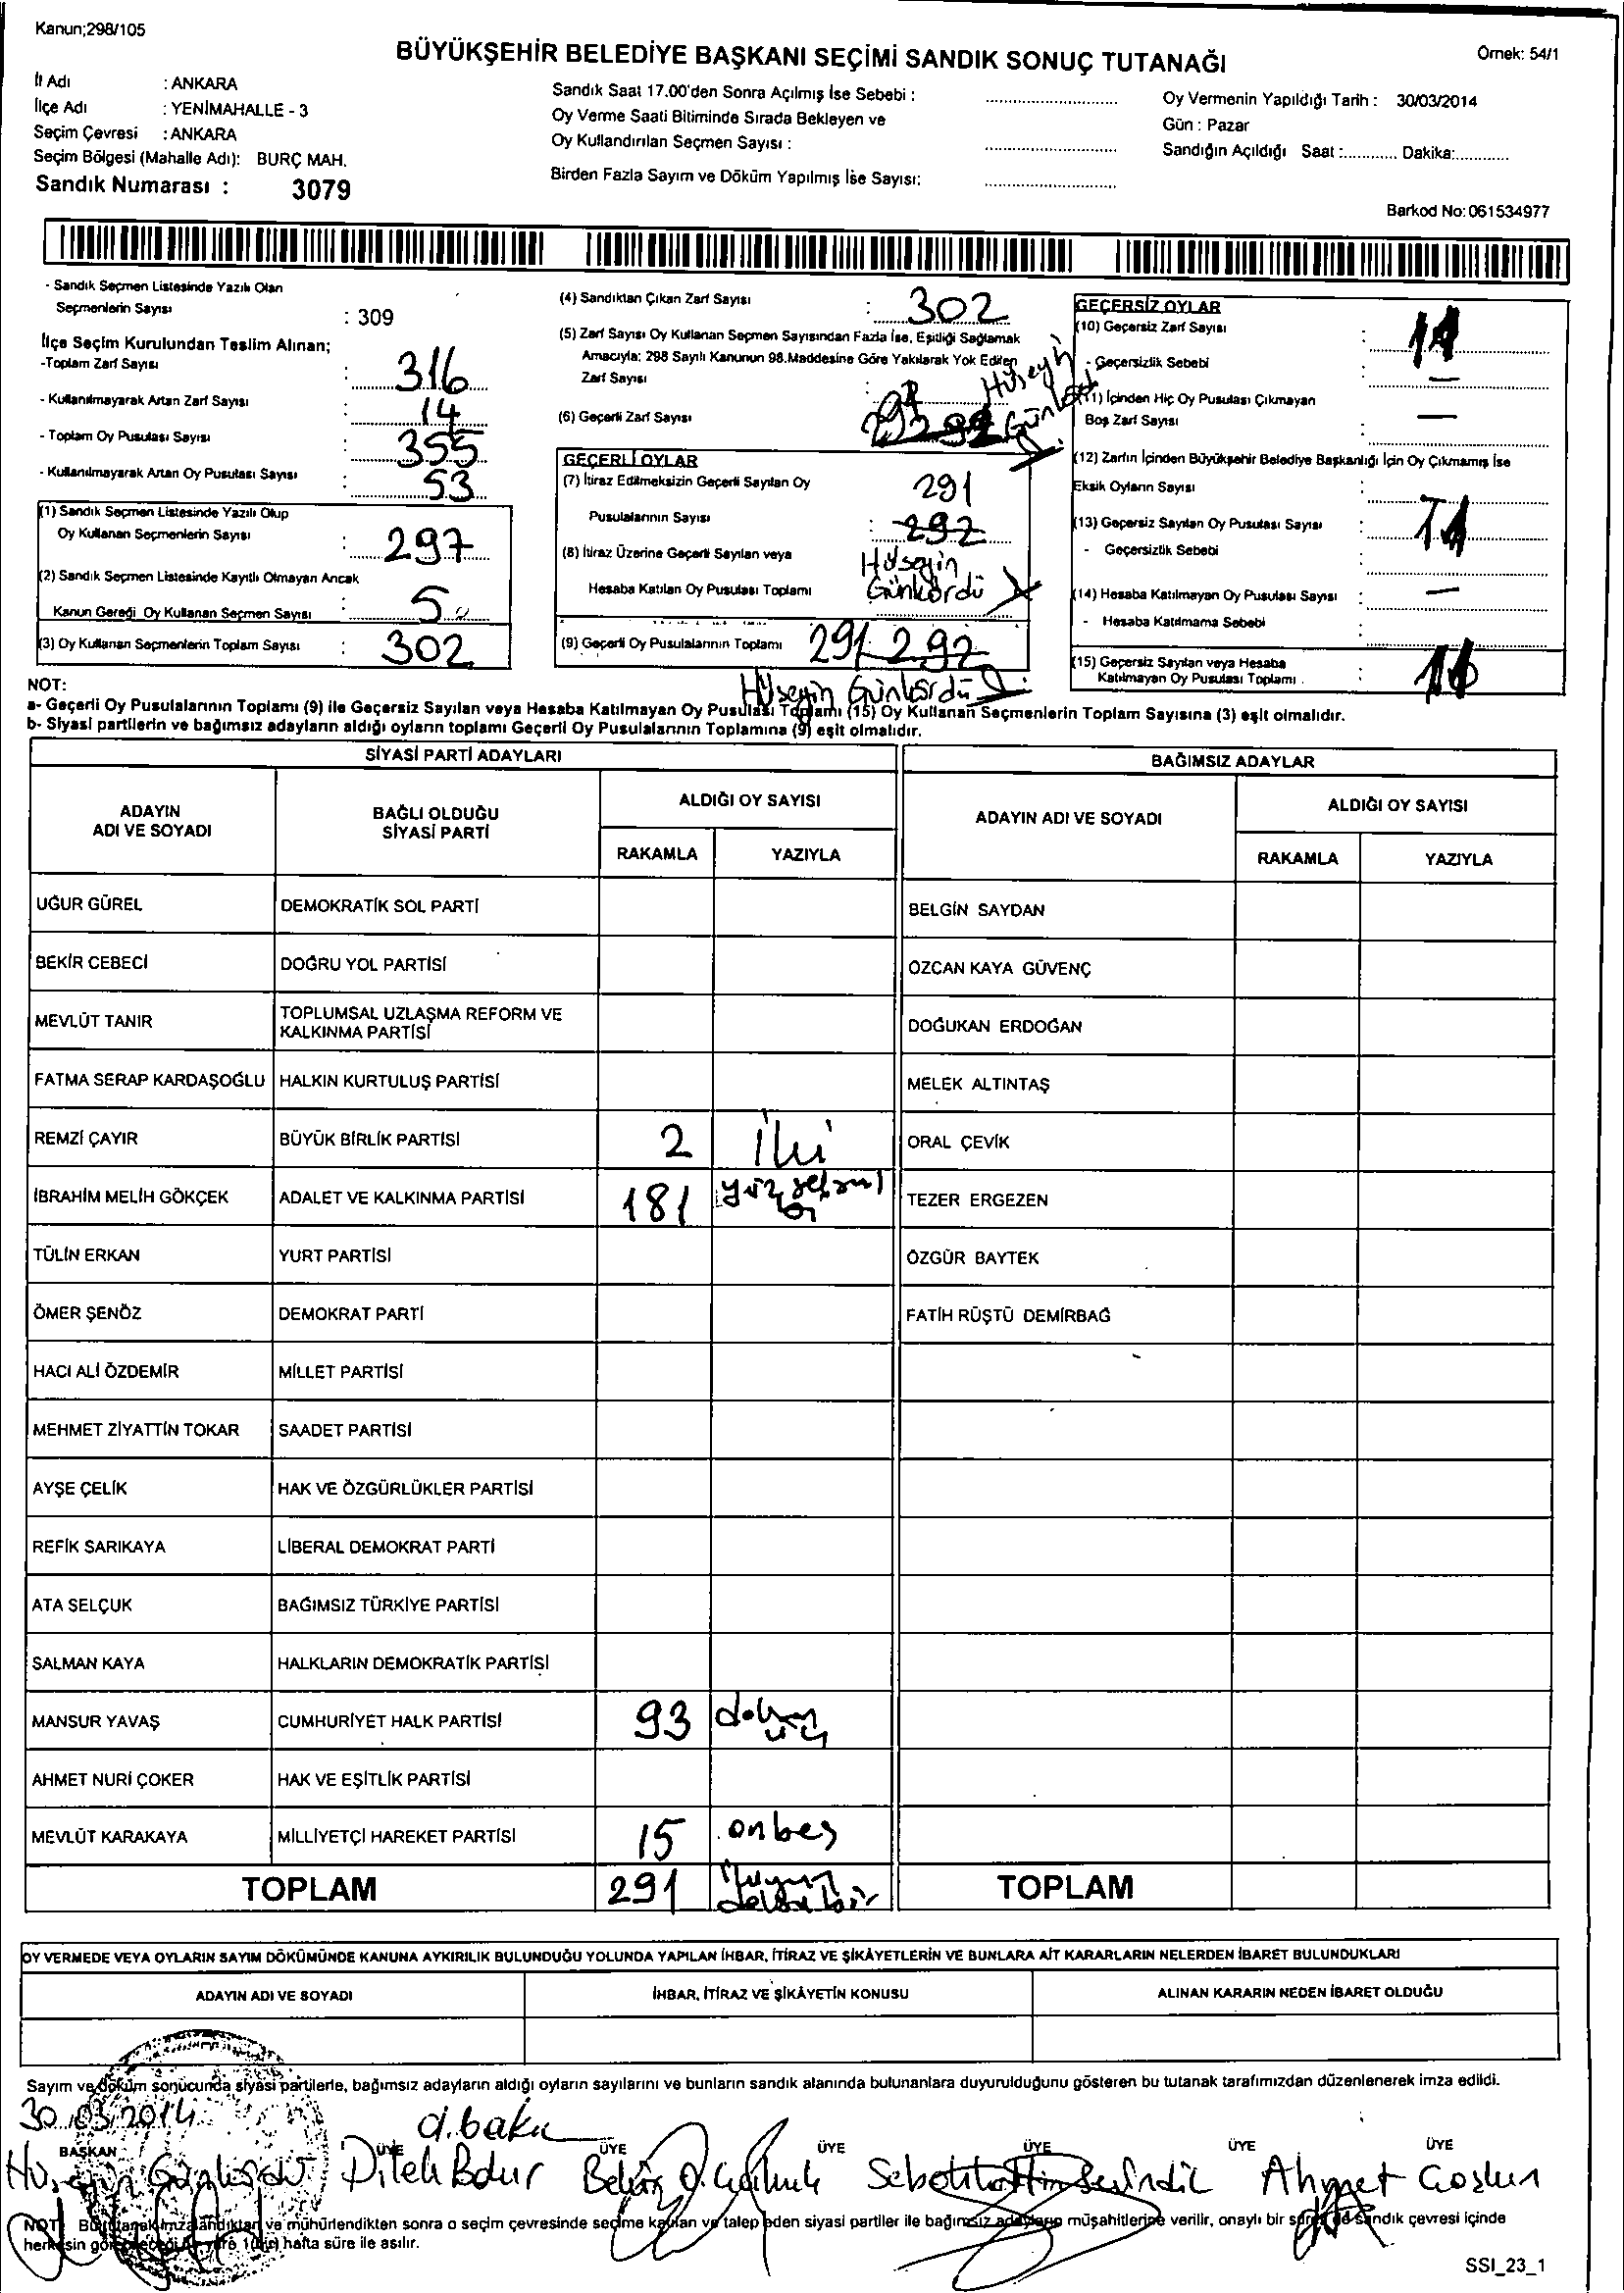 Kanun;298/105
BÜYÜKŞEHİR BELEDİYE BAŞKANI SEÇİMİ SANDIK SONUÇ TUTANAĞI
Örnek: 54/1
İl Adı : ANKARA
İlçe Adı : YENİMAHALLE - 3
Seçim Çevresi : ANKARA
Seçim Bölgesi (Mahalle Adı): BURÇ MAH.
Sandık Numarası : 3079
Sandık Saat 17.00'den Sonra Açılmış İse Sebebi :
Oy Verme Saati Bitiminde Sırada Bekleyen ve
Oy Kullandırılan Seçmen Sayısı :
Birden Fazla Sayım ve Döküm Yapılmış İse Sayısı:
Oy Vermenin Yapıldığı Tarih : 30/03/2014
Gün : Pazar
Sandığın Açıldığı Saat :............ Dakika:............
Barkod No: 061534977
- Sandık Seçmen Listesinde Yazılı Olan
Seçmenlerin Sayısı : 309
İlçe Seçim Kurulundan Teslim Alınan;
-Toplam Zarf Sayısı : 316
- Kullanılmayarak Artan Zarf Sayısı : 14
- Toplam Oy Pusulası Sayısı : 355
- Kullanılmayarak Artan Oy Pusulası Sayısı : 53
(1) Sandık Seçmen Listesinde Yazılı Olup
Oy Kullanan Seçmenlerin Sayısı : 297
(2) Sandık Seçmen Listesinde Kayıtlı Olmayan Ancak
Kanun Gereği Oy Kullanan Seçmen Sayısı : 5
(3) Oy Kullanan Seçmenlerin Toplam Sayısı : 302
(4) Sandıktan Çıkan Zarf Sayısı : 302
(5) Zarf Sayısı Oy Kullanan Seçmen Sayısından Fazla İse, Eşitliği Sağlamak
Amacıyla; 298 Sayılı Kanunun 98.Maddesine Göre Yakılarak Yok Edilen
Zarf Sayısı :
(6) Geçerli Zarf Sayısı
Hüseyin
GEÇERLİ OYLAR
(7) İtiraz Edilmeksizin Geçerli Sayılan Oy 291
Pusulalarının Sayısı : 292
(8) İtiraz Üzerine Geçerli Sayılan veya Hüseyin
Hesaba Katılan Oy Pusulası Toplamı Günkördü
(9) Geçerli Oy Pusulalarının Toplamı 291 292
Hüseyin Günkördü
GEÇERSİZ OYLAR
(10) Geçersiz Zarf Sayısı : 11
- Geçersizlik Sebebi : —
(11) İçinden Hiç Oy Pusulası Çıkmayan
Boş Zarf Sayısı : —
(12) Zarfın İçinden Büyükşehir Belediye Başkanlığı İçin Oy Çıkmamış İse
Eksik Oyların Sayısı :
(13) Geçersiz Sayılan Oy Pusulası Sayısı : 11
- Geçersizlik Sebebi :
(14) Hesaba Katılmayan Oy Pusulası Sayısı : —
- Hesaba Katılmama Sebebi :
(15) Geçersiz Sayılan veya Hesaba
Katılmayan Oy Pusulası Toplamı :
NOT:
a- Geçerli Oy Pusulalarının Toplamı (9) ile Geçersiz Sayılan veya Hesaba Katılmayan Oy Pusulası Toplamı (15) Oy Kullanan Seçmenlerin Toplam Sayısına (3) eşit olmalıdır.
b- Siyasi partilerin ve bağımsız adayların aldığı oyların toplamı Geçerli Oy Pusulalarının Toplamına (9) eşit olmalıdır.
SİYASİ PARTİ ADAYLARI
ADAYIN ADI VE SOYADI
BAĞLI OLDUĞU SİYASİ PARTİ
ALDIĞI OY SAYISI
RAKAMLA YAZIYLA
UĞUR GÜREL DEMOKRATİK SOL PARTİ
BEKİR CEBECİ DOĞRU YOL PARTİSİ
MEVLÜT TANIR TOPLUMSAL UZLAŞMA REFORM VE
KALKINMA PARTİSİ
FATMA SERAP KARDAŞOĞLU HALKIN KURTULUŞ PARTİSİ
REMZİ ÇAYIR BÜYÜK BİRLİK PARTİSİ 2 iki
İBRAHİM MELİH GÖKÇEK ADALET VE KALKINMA PARTİSİ 181
TÜLİN ERKAN YURT PARTİSİ
ÖMER ŞENÖZ DEMOKRAT PARTİ
HACI ALİ ÖZDEMİR MİLLET PARTİSİ
MEHMET ZİYATTİN TOKAR SAADET PARTİSİ
AYŞE ÇELİK HAK VE ÖZGÜRLÜKLER PARTİSİ
REFİK SARIKAYA LİBERAL DEMOKRAT PARTİ
ATA SELÇUK BAĞIMSIZ TÜRKİYE PARTİSİ
SALMAN KAYA HALKLARIN DEMOKRATİK PARTİSİ
MANSUR YAVAŞ CUMHURİYET HALK PARTİSİ 93
AHMET NURİ ÇOKER HAK VE EŞİTLİK PARTİSİ
MEVLÜT KARAKAYA MİLLİYETÇİ HAREKET PARTİSİ 15 onbeş
TOPLAM 291
BAĞIMSIZ ADAYLAR
ADAYIN ADI VE SOYADI
ALDIĞI OY SAYISI
RAKAMLA YAZIYLA
BELGİN SAYDAN
ÖZCAN KAYA GÜVENÇ
DOĞUKAN ERDOĞAN
MELEK ALTINTAŞ
ORAL ÇEVİK
TEZER ERGEZEN
ÖZGÜR BAYTEK
FATİH RÜŞTÜ DEMİRBAĞ
TOPLAM
OY VERMEDE VEYA OYLARIN SAYIM DÖKÜMÜNDE KANUNA AYKIRILIK BULUNDUĞU YOLUNDA YAPILAN İHBAR, İTİRAZ VE ŞİKÂYETLERİN VE BUNLARA AİT KARARLARIN NELERDEN İBARET BULUNDUKLARI
ADAYIN ADI VE SOYADI İHBAR, İTİRAZ VE ŞİKÂYETİN KONUSU ALINAN KARARIN NEDEN İBARET OLDUĞU
Sayım ve döküm sonucunda siyasi partilerle, bağımsız adayların aldığı oyların sayılarını ve bunların sandık alanında bulunanlara duyurulduğunu gösteren bu tutanak tarafımızdan düzenlenerek imza edildi.
30.03.2014
BAŞKAN ÜYE ÜYE ÜYE ÜYE ÜYE ÜYE
Hüseyin Günkördü Dilek Ahmet
NOT: Bu tutanak imzalandıktan ve mühürlendikten sonra o seçim çevresinde seçime katılan ve talep eden siyasi partiler ile bağımsız adayların müşahitlerine verilir, onaylı bir sureti de sandık çevresi içinde
herkesin göreceği bir yere 1 (bir) hafta süre ile asılır.
SSI_23_1